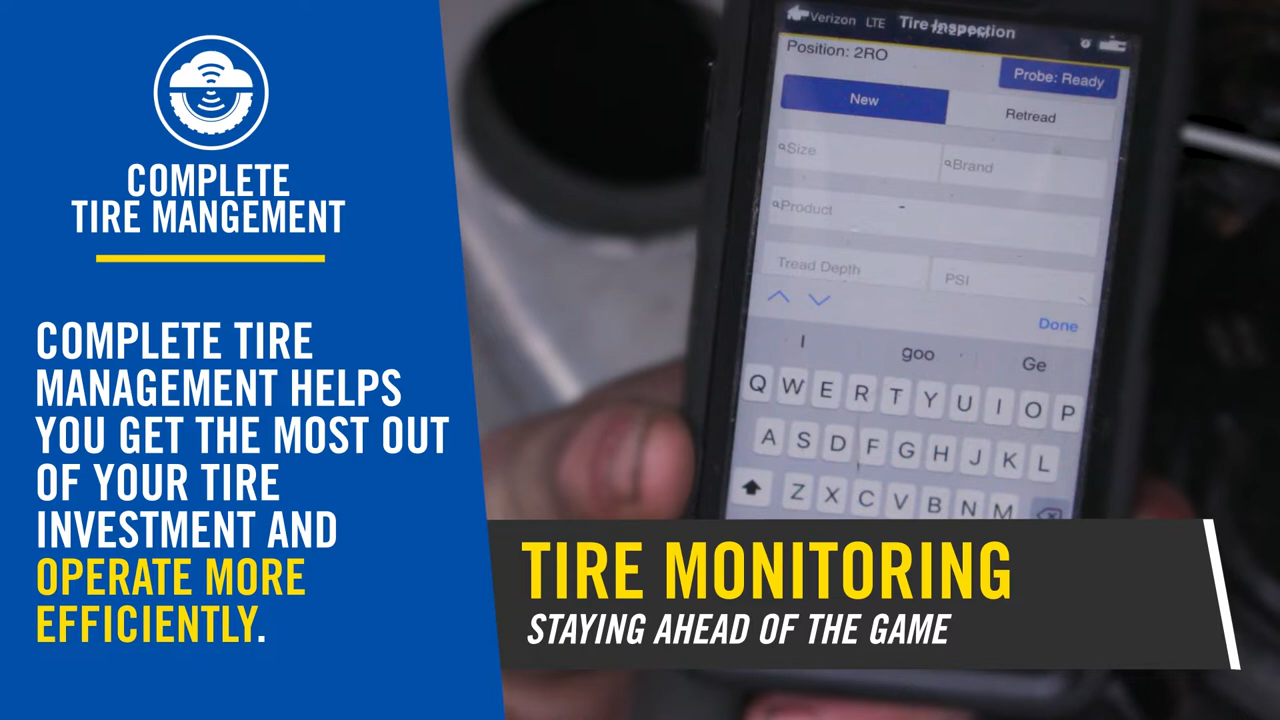 COMPLETE
TIRE MANGEMENT
COMPLETE TIRE
MANAGEMENT HELPS
YOU GET THE MOST OUT
OF YOUR TIRE
INVESTMENT AND
OPERATE MORE
EFFICIENTLY.
Verizon LTE
Tire Inspection
Position: 2RO
Probe: Ready
New
Retread
Size
Brand
Product
Tread Depth
PSI
Done
I goo Ge
Q W E R T Y U I O P
A S D F G H J K L
Z X C V B N M
TIRE MONITORING
STAYING AHEAD OF THE GAME